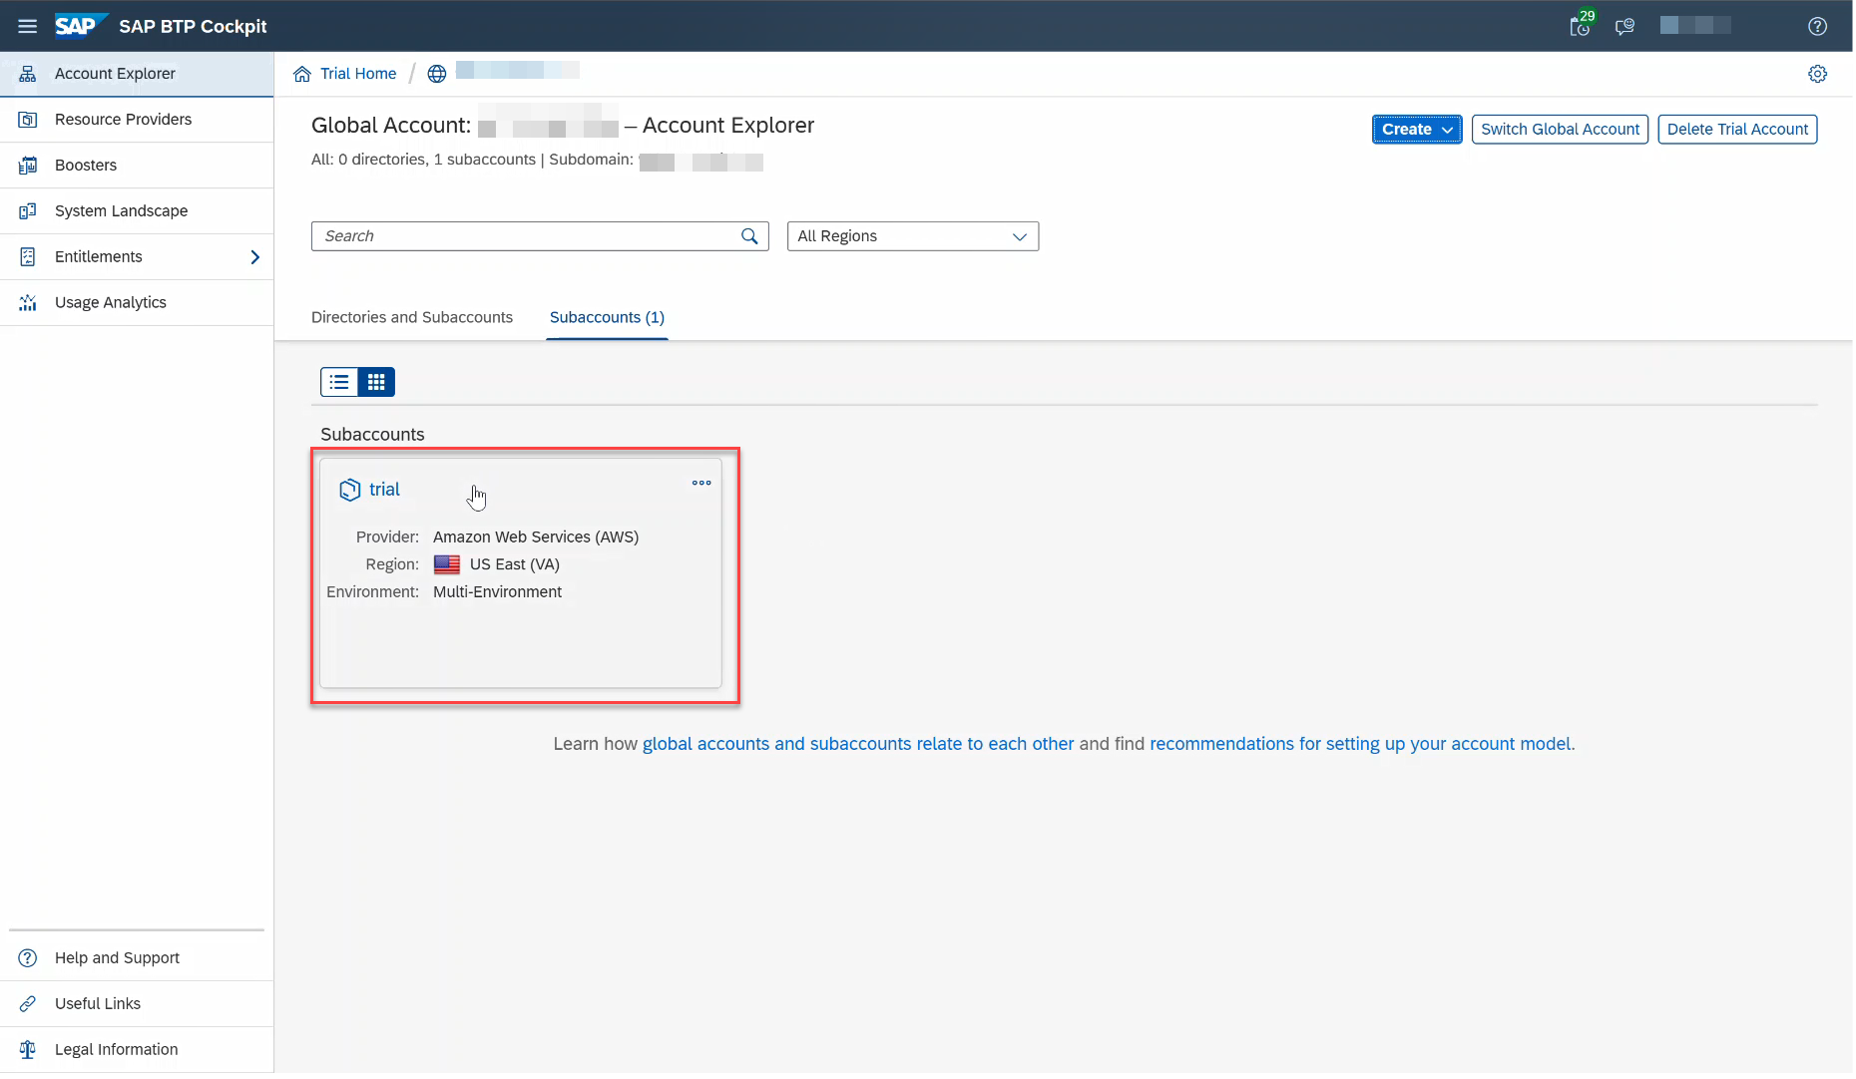 SAP SAP BTP Cockpit
29
Account Explorer
Resource Providers
Boosters
System Landscape
Entitlements
Usage Analytics
Trial Home /
Global Account: – Account Explorer
All: 0 directories, 1 subaccounts | Subdomain:
Create
Switch Global Account
Delete Trial Account
Search
All Regions
Directories and Subaccounts
Subaccounts (1)
Subaccounts
trial
Provider: Amazon Web Services (AWS)
Region: US East (VA)
Environment: Multi-Environment
Learn how global accounts and subaccounts relate to each other and find recommendations for setting up your account model.
Help and Support
Useful Links
Legal Information